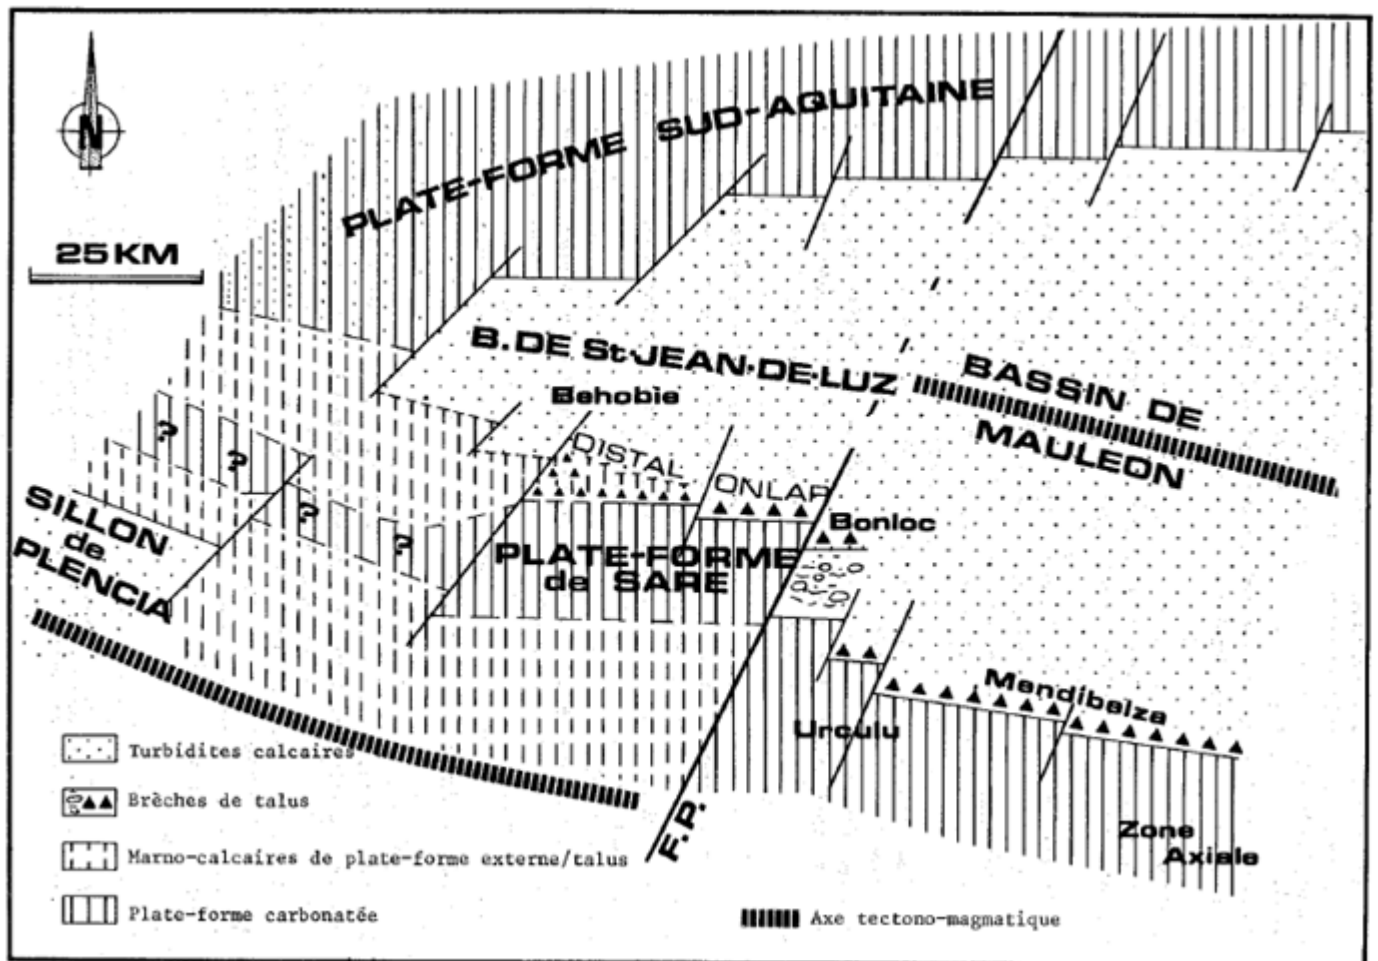 N
PLATE-FORME SUD-AQUITAINE
25 KM
B. DE St-JEAN-DE-LUZ
BASSIN DE
MAULEON
Behobie
DISTAL
ONLAP
Bonloc
SILLON
de
PLENCIA
?
?
?
?
PLATE-FORME
de SARE
Mendibelza
Urculu
F.P.
Zone
Axiale
Turbidites calcaires
Brèches de talus
Marno-calcaires de plate-forme externe/talus
Plate-forme carbonatée
Axe tectono-magmatique